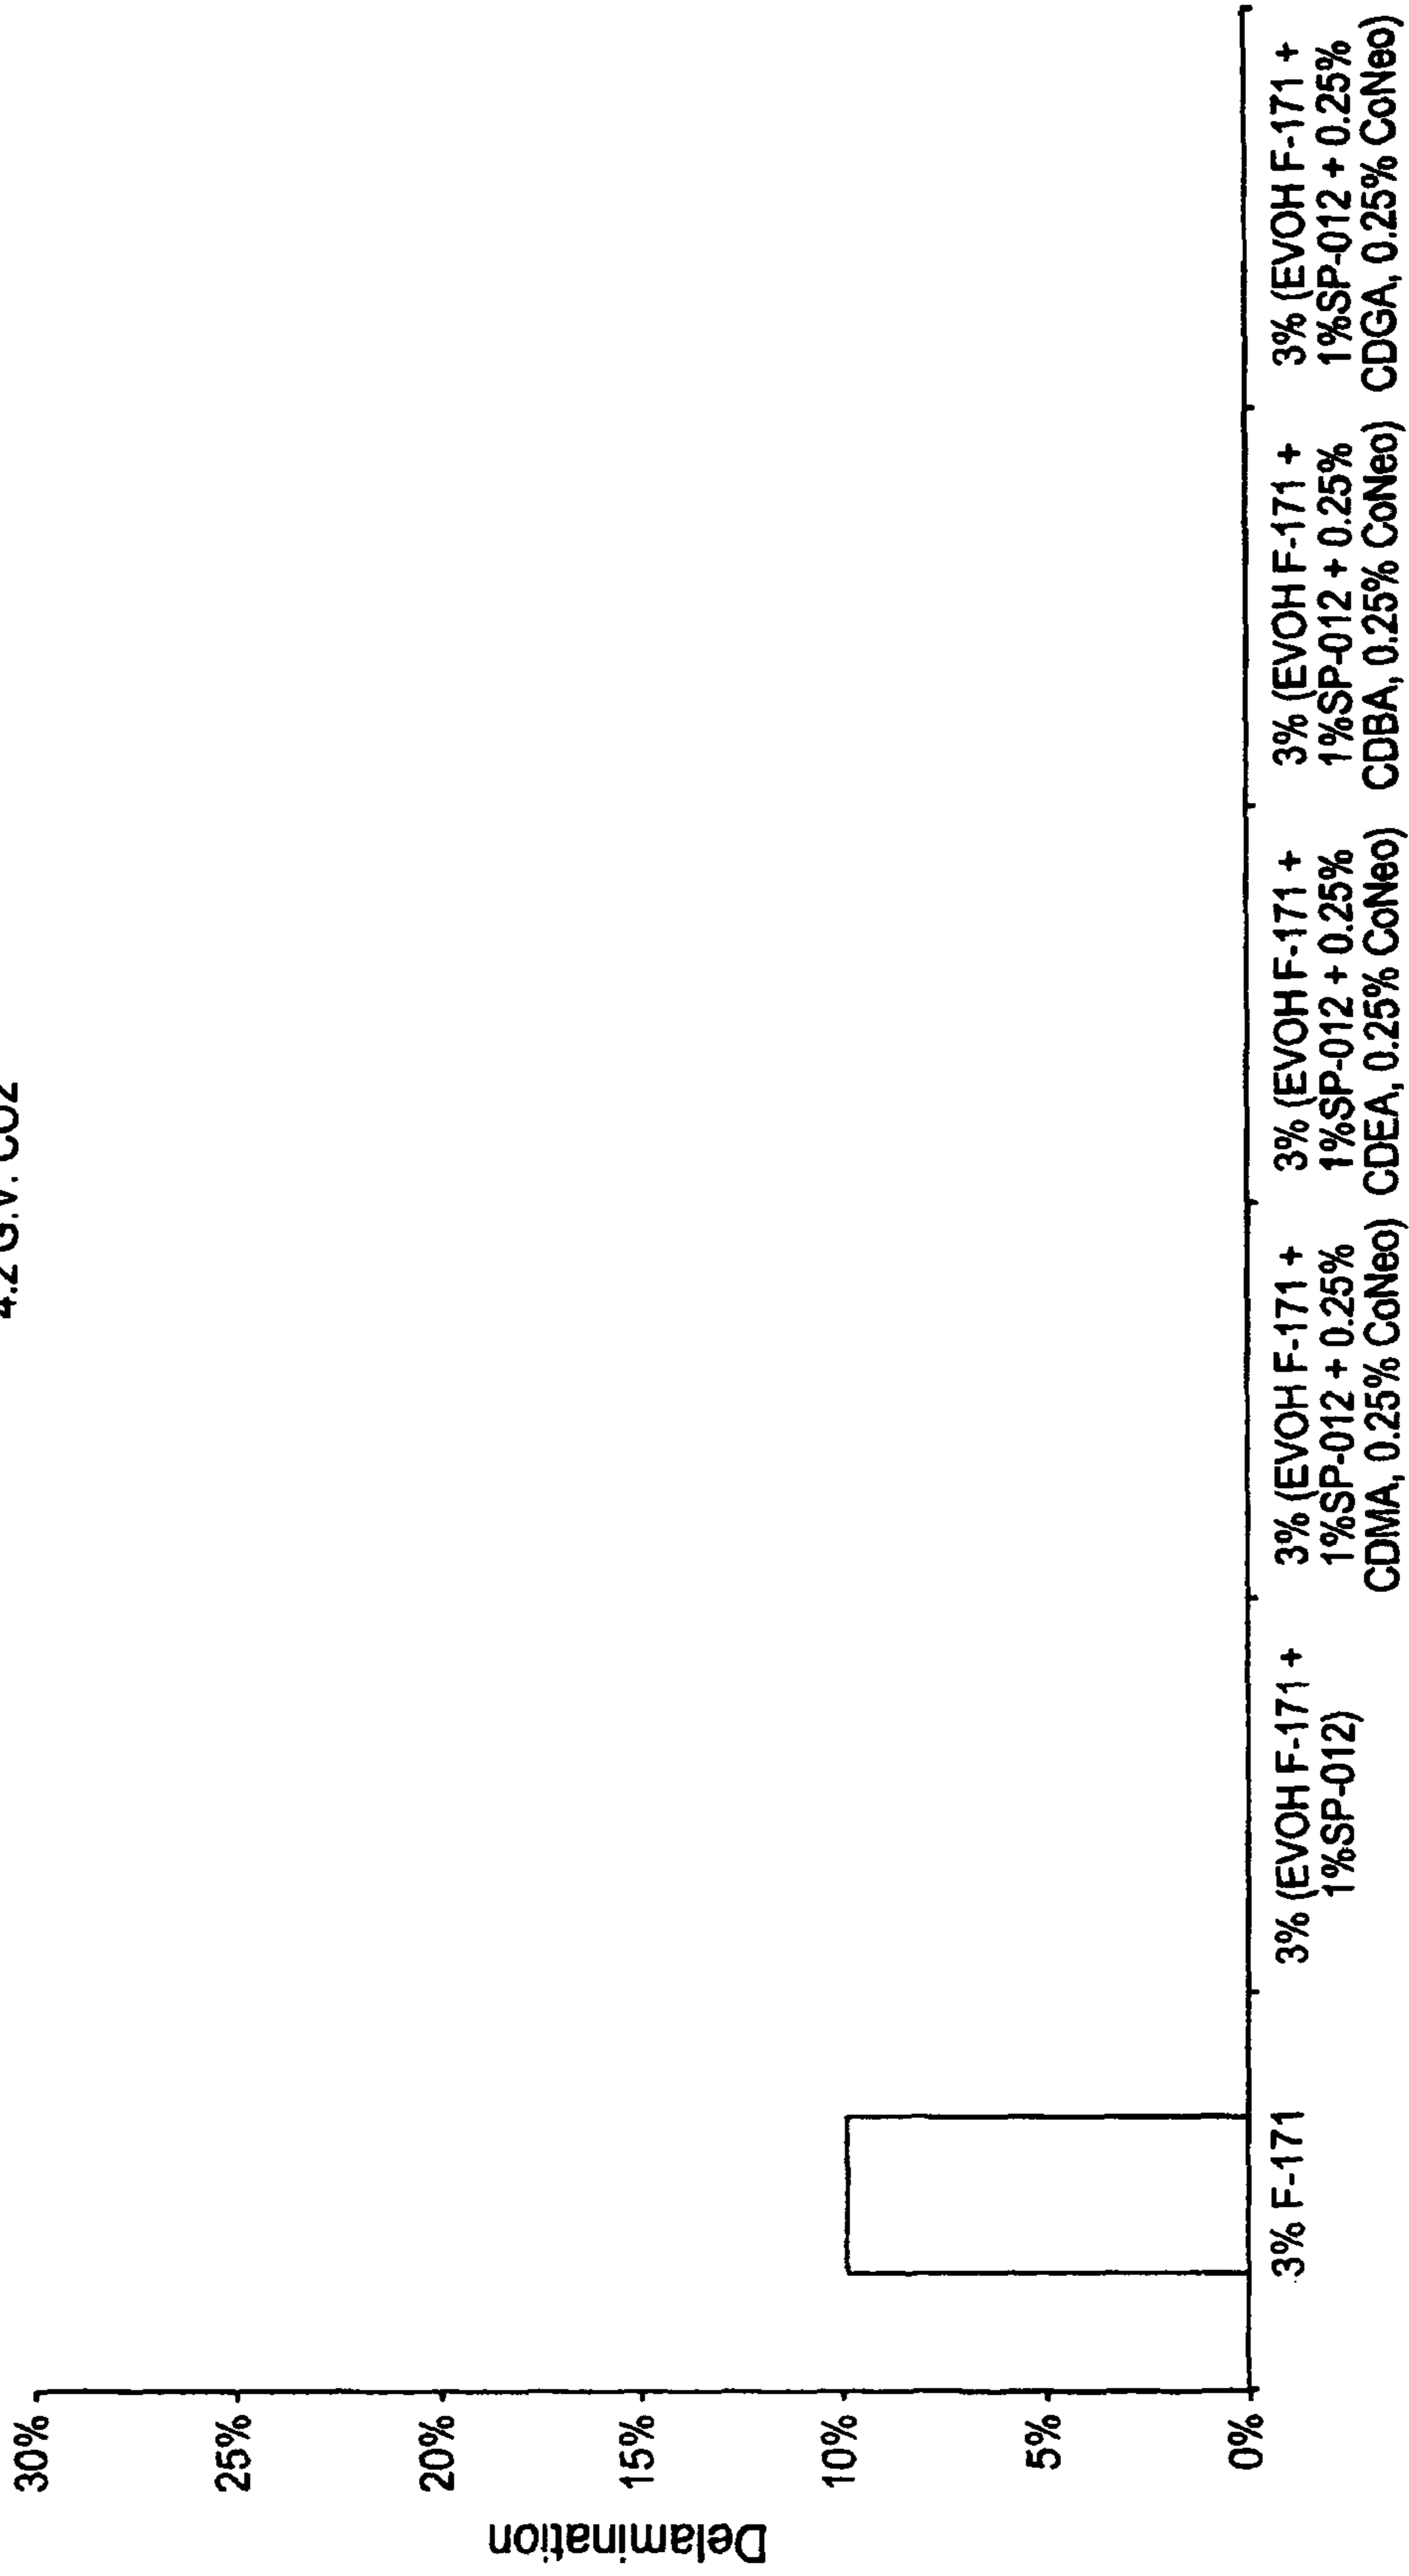 4.2 G.V. CO2
Delamination
30%
25%
20%
15%
10%
5%
0%
3% F-171
3% (EVOH F-171 +
1%SP-012)
3% (EVOH F-171 +
1%SP-012 + 0.25%
CDMA, 0.25% CoNeo)
3% (EVOH F-171 +
1%SP-012 + 0.25%
CDEA, 0.25% CoNeo)
3% (EVOH F-171 +
1%SP-012 + 0.25%
CDBA, 0.25% CoNeo)
3% (EVOH F-171 +
1%SP-012 + 0.25%
CDGA, 0.25% CoNeo)